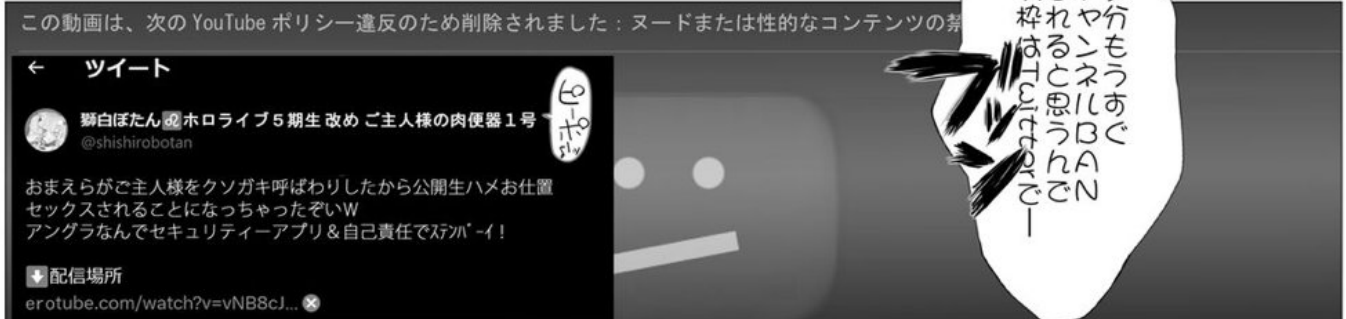 この動画は、次の YouTube ポリシー違反のため削除されました：ヌードまたは性的なコンテンツの禁
分もうすぐ
ャンネルBAN
れると思うんで
枠はTwitterでー
← ツイート
ピーポーン
獅白ぼたん♌ホロライブ５期生 改め ご主人様の肉便器１号
@shishirobotan
おまえらがご主人様をクソガキ呼ばわりしたから公開生ハメお仕置
セックスされることになっちゃったぞいW
アングラなんでセキュリティーアプリ＆自己責任でｽﾃﾝﾊﾞｰｲ！
⬇配信場所
erotube.com/watch?v=vNB8cJ...